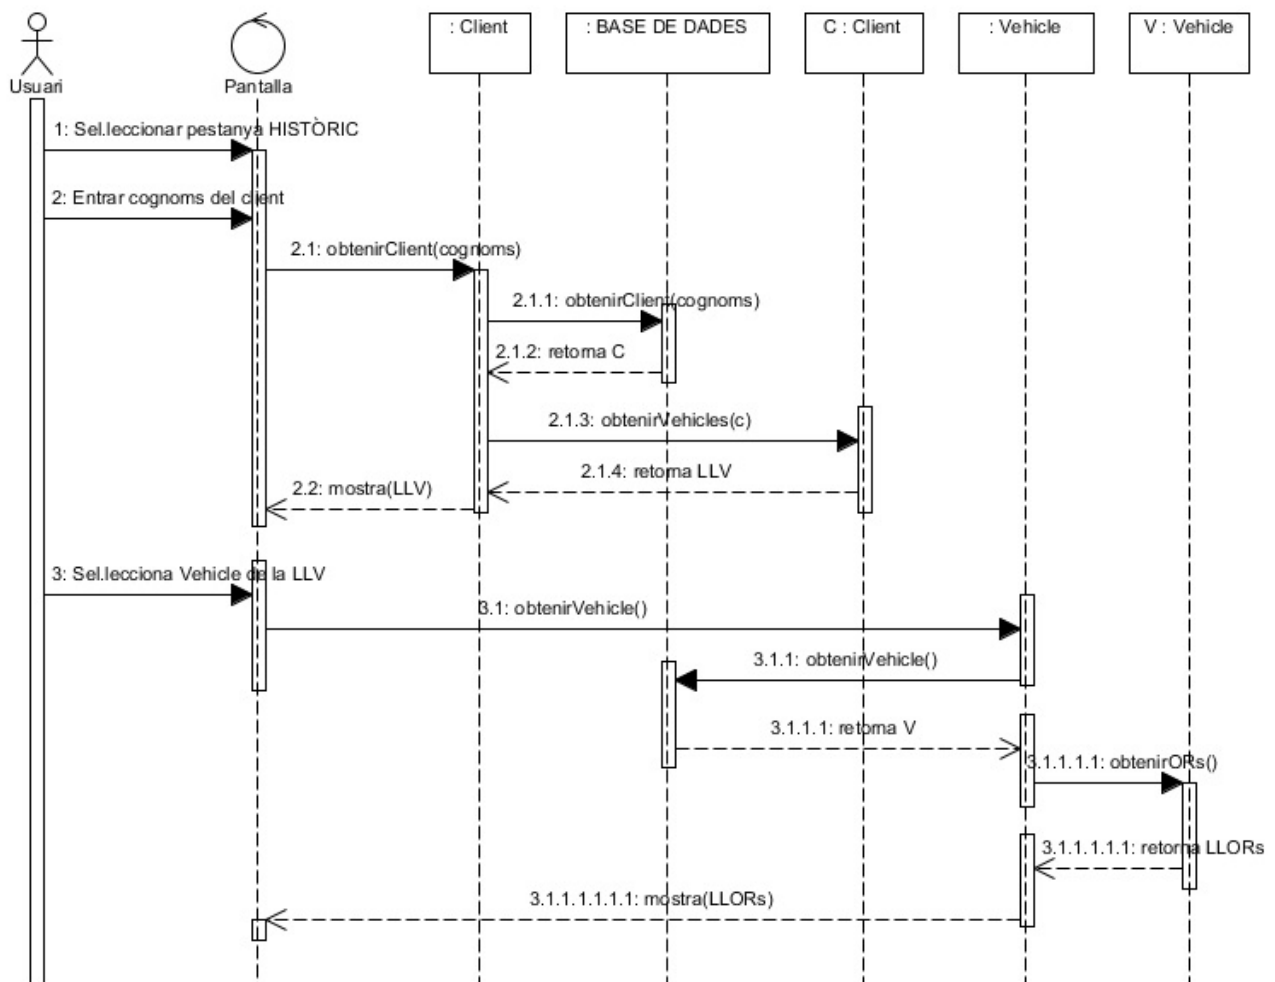 : Client
: BASE DE DADES
C : Client
: Vehicle
V : Vehicle
Usuari
Pantalla
1: Sel.leccionar pestanya HISTÒRIC
2: Entrar cognoms del client
2.1: obtenirClient(cognoms)
2.1.1: obtenirClient(cognoms)
2.1.2: retorna C
2.1.3: obtenirVehicles(c)
2.1.4: retorna LLV
2.2: mostra(LLV)
3: Sel.lecciona Vehicle de la LLV
3.1: obtenirVehicle()
3.1.1: obtenirVehicle()
3.1.1.1: retorna V
3.1.1.1.1: obtenirORs()
3.1.1.1.1.1: retorna LLORs
3.1.1.1.1.1.1: mostra(LLORs)